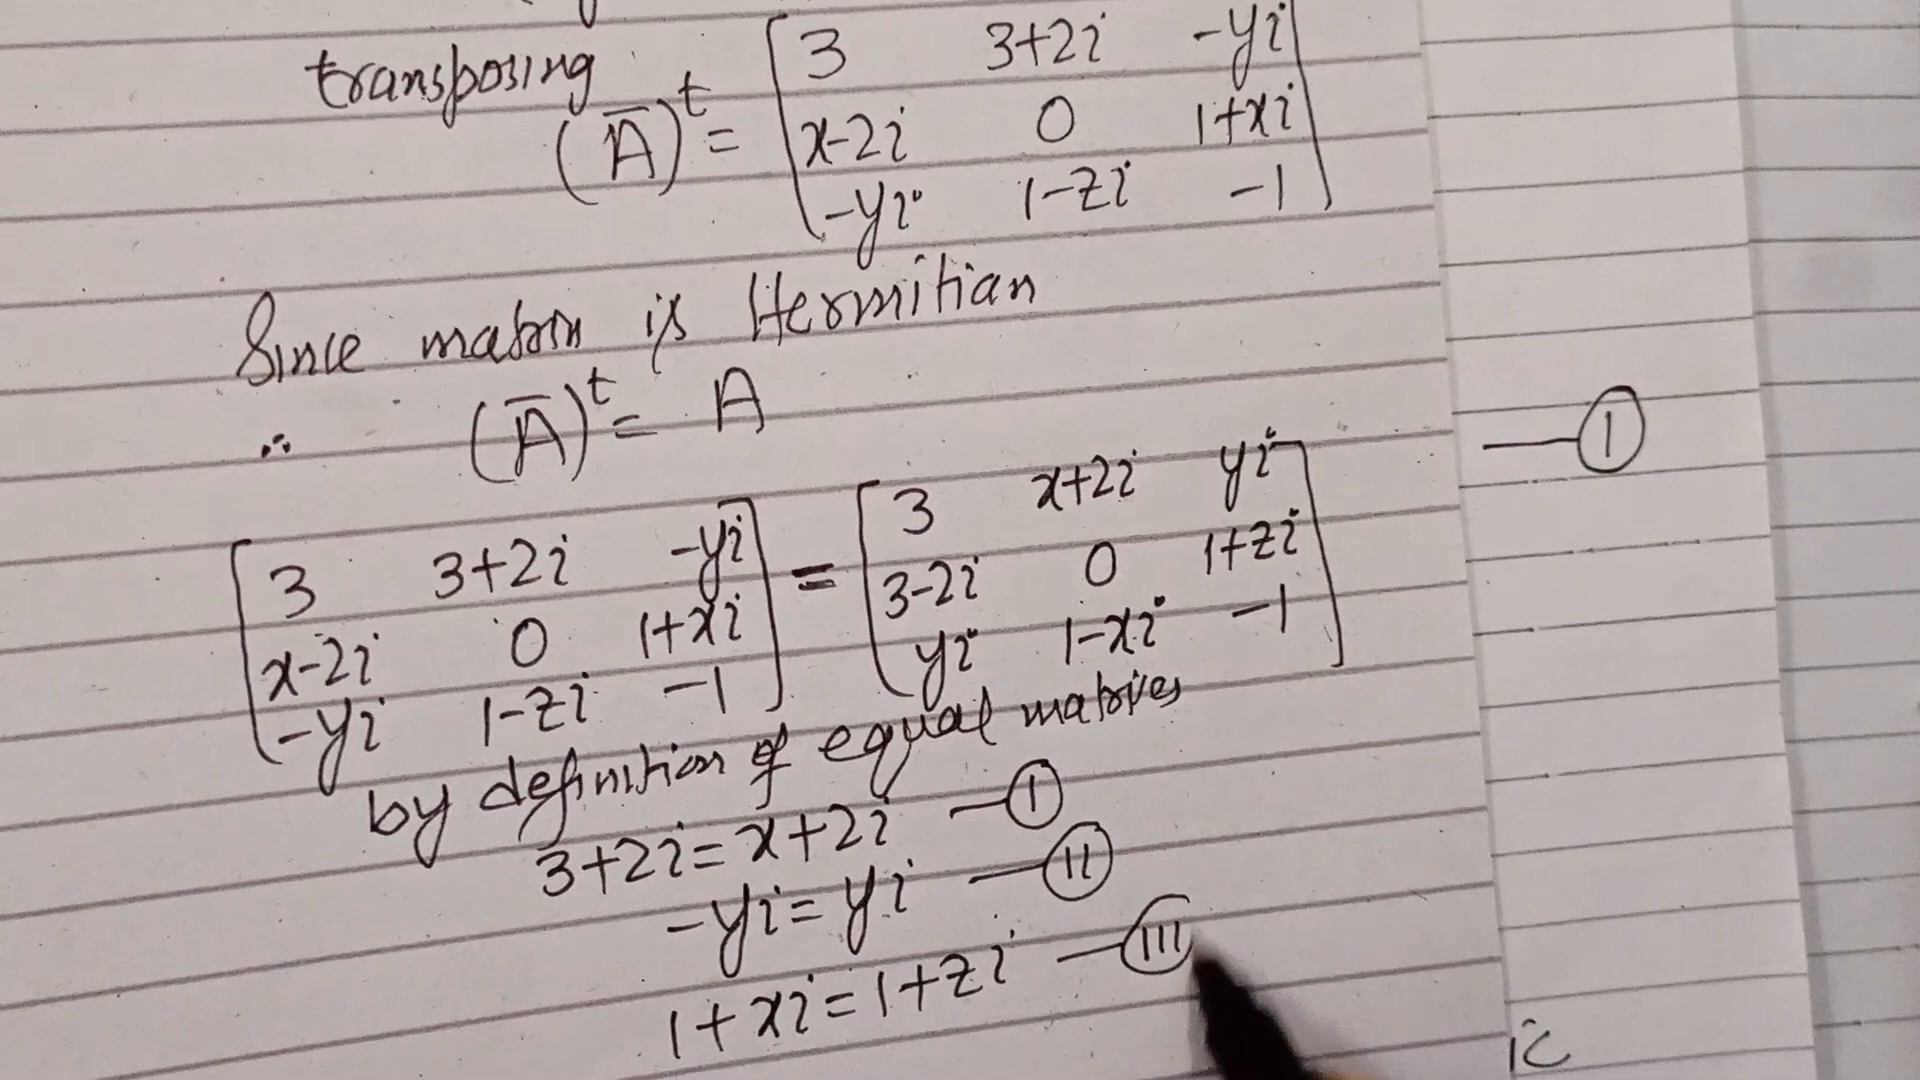 transposing
(A̅)ᵗ = [3 3+2i -yi
x-2i 0 1+xi
-yi 1-zi -1]
Since matrix is Hermitian
∴ (A̅)ᵗ = A —①
[3 3+2i -yi
x-2i 0 1+xi
-yi 1-zi -1] = [3 x+2i yi
3-2i 0 1+zi
yi 1-xi -1]
by definition of equal matrices
3+2i = x+2i —Ⓘ
-yi = yi —(II)
1+xi = 1+zi —(III)